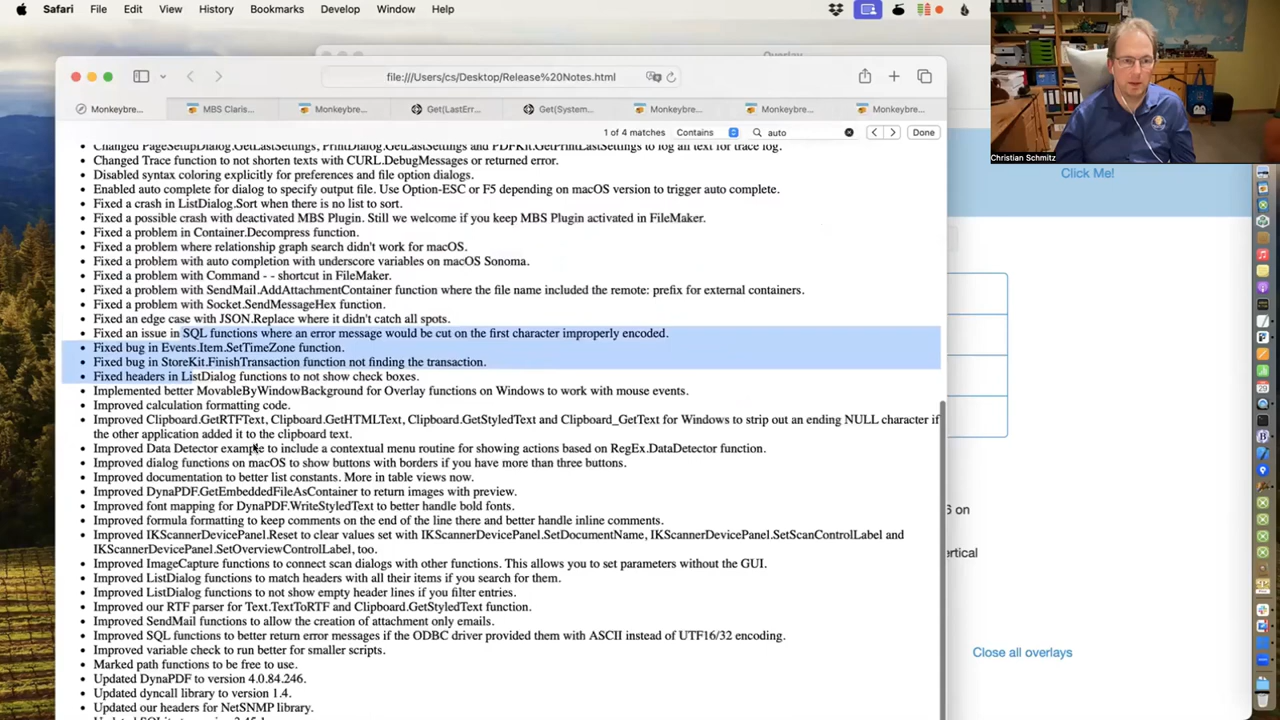 Safari File Edit View History Bookmarks Develop Window Help
Overlay
file:///Users/cs/Desktop/Release%20Notes.html
Monkeybre... MBS Claris... Monkeybre... Get(LastErr... Get(System... Monkeybre... Monkeybre... Monkeybre...
1 of 4 matches Contains auto Done
Christian Schmitz
Click Me!
• Changed PageSetupDialog.GetLastSettings, PrintDialog.GetLastSettings and PDFKit.GetPrintLastSettings to log all text for trace log.
• Changed Trace function to not shorten texts with CURL.DebugMessages or returned error.
• Disabled syntax coloring explicitly for preferences and file option dialogs.
• Enabled auto complete for dialog to specify output file. Use Option-ESC or F5 depending on macOS version to trigger auto complete.
• Fixed a crash in ListDialog.Sort when there is no list to sort.
• Fixed a possible crash with deactivated MBS Plugin. Still we welcome if you keep MBS Plugin activated in FileMaker.
• Fixed a problem in Container.Decompress function.
• Fixed a problem where relationship graph search didn't work for macOS.
• Fixed a problem with auto completion with underscore variables on macOS Sonoma.
• Fixed a problem with Command - - shortcut in FileMaker.
• Fixed a problem with SendMail.AddAttachmentContainer function where the file name included the remote: prefix for external containers.
• Fixed a problem with Socket.SendMessageHex function.
• Fixed an edge case with JSON.Replace where it didn't catch all spots.
• Fixed an issue in SQL functions where an error message would be cut on the first character improperly encoded.
• Fixed bug in Events.Item.SetTimeZone function.
• Fixed bug in StoreKit.FinishTransaction function not finding the transaction.
• Fixed headers in ListDialog functions to not show check boxes.
• Implemented better MovableByWindowBackground for Overlay functions on Windows to work with mouse events.
• Improved calculation formatting code.
• Improved Clipboard.GetRTFText, Clipboard.GetHTMLText, Clipboard.GetStyledText and Clipboard_GetText for Windows to strip out an ending NULL character if
the other application added it to the clipboard text.
• Improved Data Detector example to include a contextual menu routine for showing actions based on RegEx.DataDetector function.
• Improved dialog functions on macOS to show buttons with borders if you have more than three buttons.
• Improved documentation to better list constants. More in table views now.
• Improved DynaPDF.GetEmbeddedFileAsContainer to return images with preview.
• Improved font mapping for DynaPDF.WriteStyledText to better handle bold fonts.
• Improved formula formatting to keep comments on the end of the line there and better handle inline comments.
• Improved IKScannerDevicePanel.Reset to clear values set with IKScannerDevicePanel.SetDocumentName, IKScannerDevicePanel.SetScanControlLabel and
IKScannerDevicePanel.SetOverviewControlLabel, too.
• Improved ImageCapture functions to connect scan dialogs with other functions. This allows you to set parameters without the GUI.
• Improved ListDialog functions to match headers with all their items if you search for them.
• Improved ListDialog functions to not show empty header lines if you filter entries.
• Improved our RTF parser for Text.TextToRTF and Clipboard.GetStyledText function.
• Improved SendMail functions to allow the creation of attachment only emails.
• Improved SQL functions to better return error messages if the ODBC driver provided them with ASCII instead of UTF16/32 encoding.
• Improved variable check to run better for smaller scripts.
• Marked path functions to be free to use.
• Updated DynaPDF to version 4.0.84.246.
• Updated dyncall library to version 1.4.
• Updated our headers for NetSNMP library.
6 on
ertical
Close all overlays